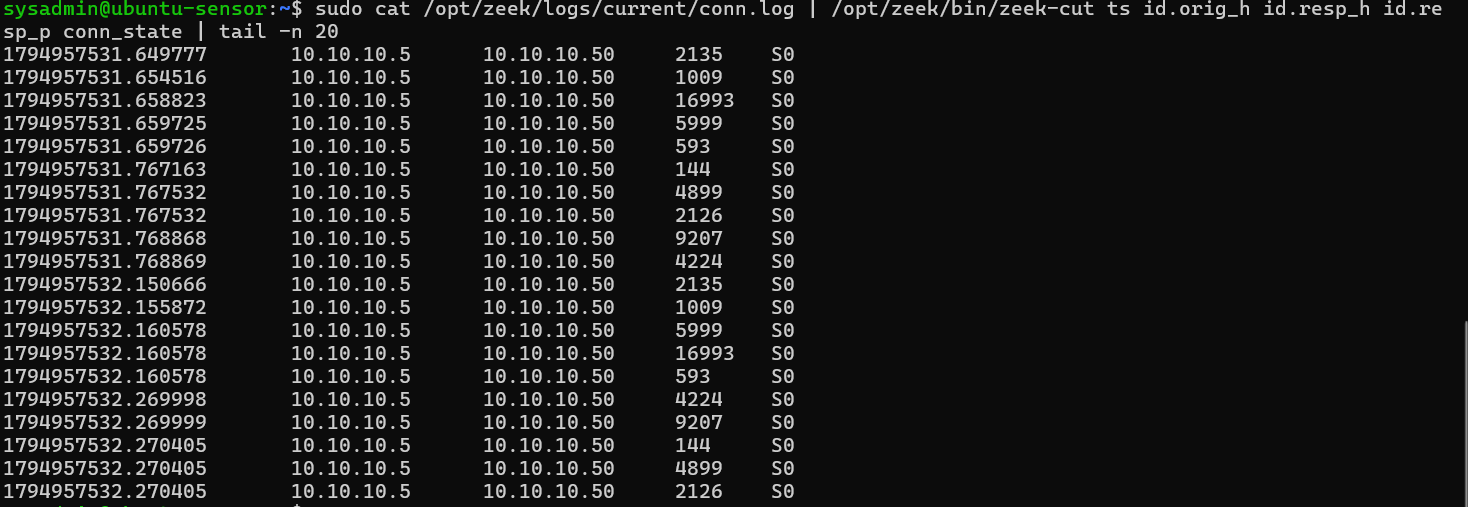 sysadmin@ubuntu-sensor:~$ sudo cat /opt/zeek/logs/current/conn.log | /opt/zeek/bin/zeek-cut ts id.orig_h id.resp_h id.re
sp_p conn_state | tail -n 20
1794957531.649777 10.10.10.5 10.10.10.50 2135 S0
1794957531.654516 10.10.10.5 10.10.10.50 1009 S0
1794957531.658823 10.10.10.5 10.10.10.50 16993 S0
1794957531.659725 10.10.10.5 10.10.10.50 5999 S0
1794957531.659726 10.10.10.5 10.10.10.50 593 S0
1794957531.767163 10.10.10.5 10.10.10.50 144 S0
1794957531.767532 10.10.10.5 10.10.10.50 4899 S0
1794957531.767532 10.10.10.5 10.10.10.50 2126 S0
1794957531.768868 10.10.10.5 10.10.10.50 9207 S0
1794957531.768869 10.10.10.5 10.10.10.50 4224 S0
1794957532.150666 10.10.10.5 10.10.10.50 2135 S0
1794957532.155872 10.10.10.5 10.10.10.50 1009 S0
1794957532.160578 10.10.10.5 10.10.10.50 5999 S0
1794957532.160578 10.10.10.5 10.10.10.50 16993 S0
1794957532.160578 10.10.10.5 10.10.10.50 593 S0
1794957532.269998 10.10.10.5 10.10.10.50 4224 S0
1794957532.269999 10.10.10.5 10.10.10.50 9207 S0
1794957532.270405 10.10.10.5 10.10.10.50 144 S0
1794957532.270405 10.10.10.5 10.10.10.50 4899 S0
1794957532.270405 10.10.10.5 10.10.10.50 2126 S0